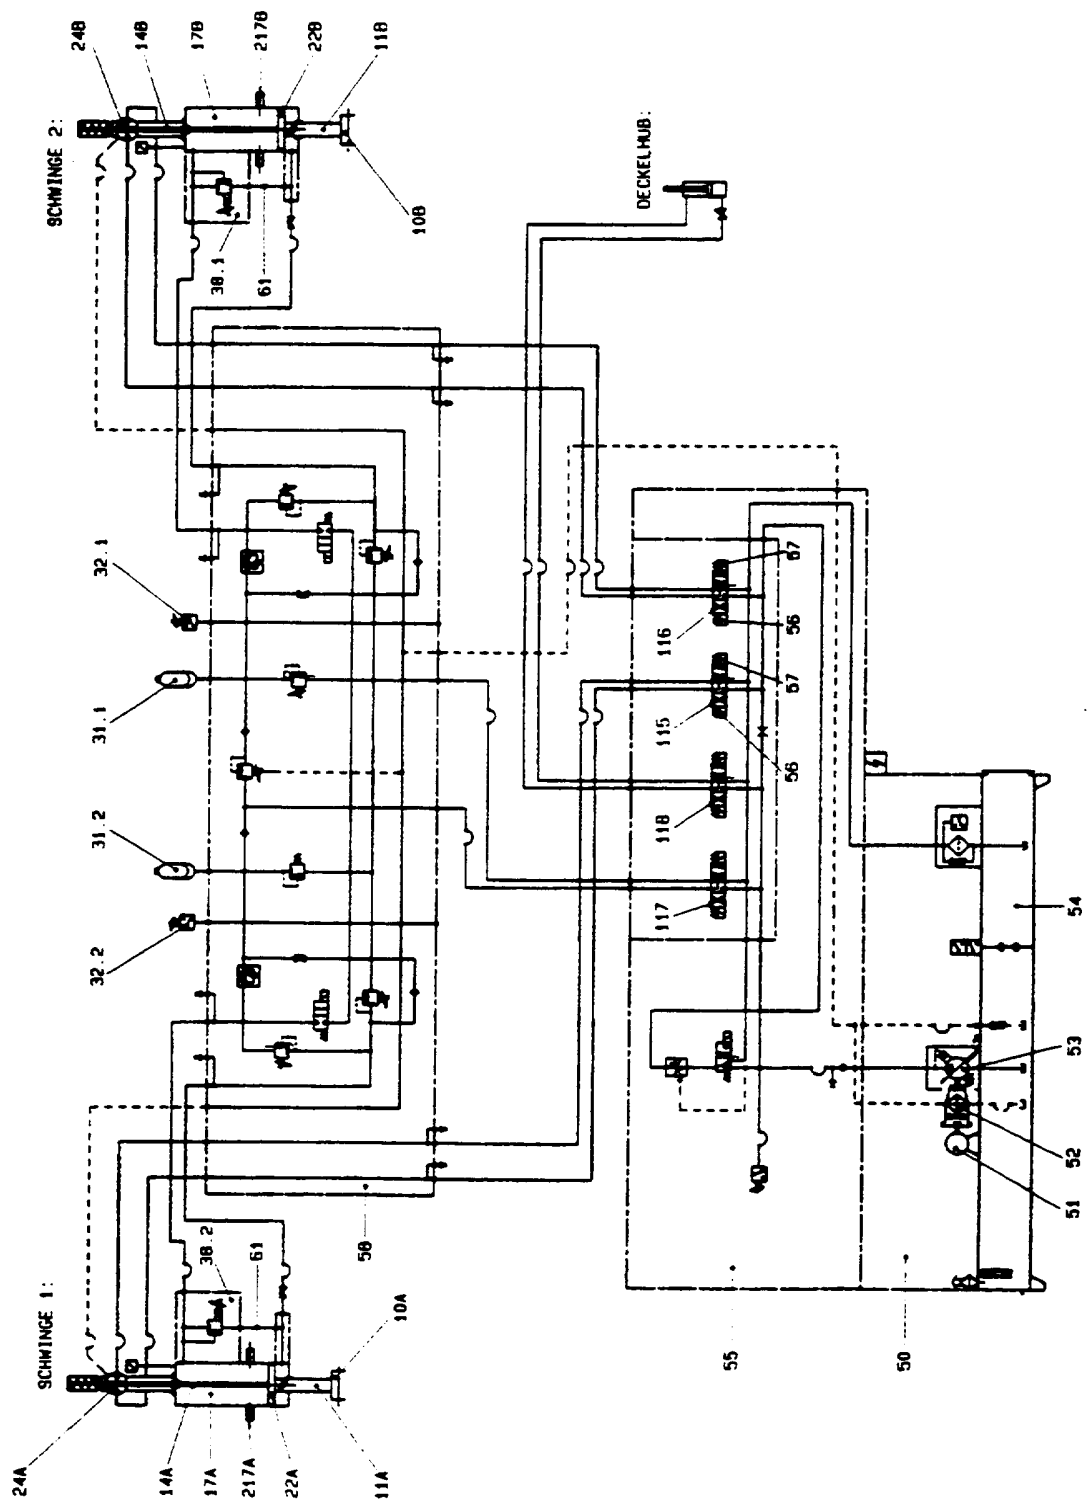 SCHWINGE 1:
SCHWINGE 2:
DECKELHUB:
24A
14A
17A
217A
22A
11A
10A
38.2
61
58
32.2
31.2
31.1
32.1
24B
14B
17B
217B
22B
11B
10B
38.1
61
117
118
115
116
56
57
56
57
55
50
51
52
53
54